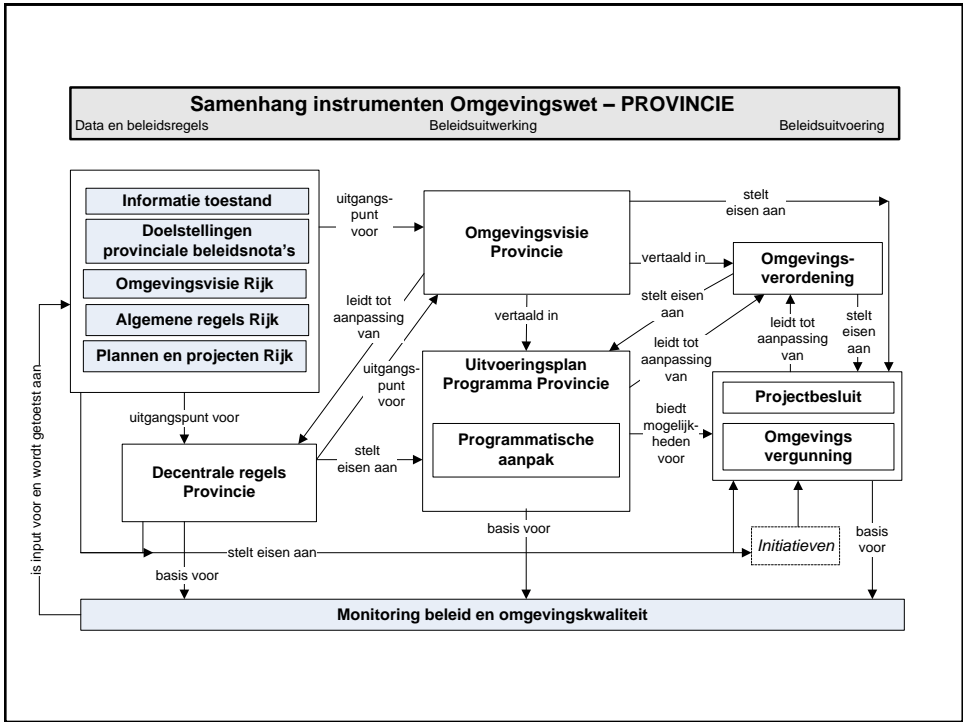 Samenhang instrumenten Omgevingswet – PROVINCIE
Data en beleidsregels
Beleidsuitwerking
Beleidsuitvoering
Informatie toestand
Doelstellingen
provinciale beleidsnota's
Omgevingsvisie Rijk
Algemene regels Rijk
Plannen en projecten Rijk
uitgangs-
punt
voor
Omgevingsvisie
Provincie
stelt
eisen aan
vertaald in
Omgevings-
verordening
leidt tot
aanpassing
van
vertaald in
stelt eisen
aan
leidt tot
aanpassing
van
leidt tot
aanpassing
van
stelt
eisen
aan
uitgangs-
punt
voor
Uitvoeringsplan
Programma Provincie
Programmatische
aanpak
biedt
mogelijk-
heden
voor
Projectbesluit
Omgevings
vergunning
uitgangspunt voor
Decentrale regels
Provincie
stelt
eisen aan
is input voor en wordt getoetst aan
stelt eisen aan
basis voor
basis voor
Initiatieven
basis
voor
Monitoring beleid en omgevingskwaliteit